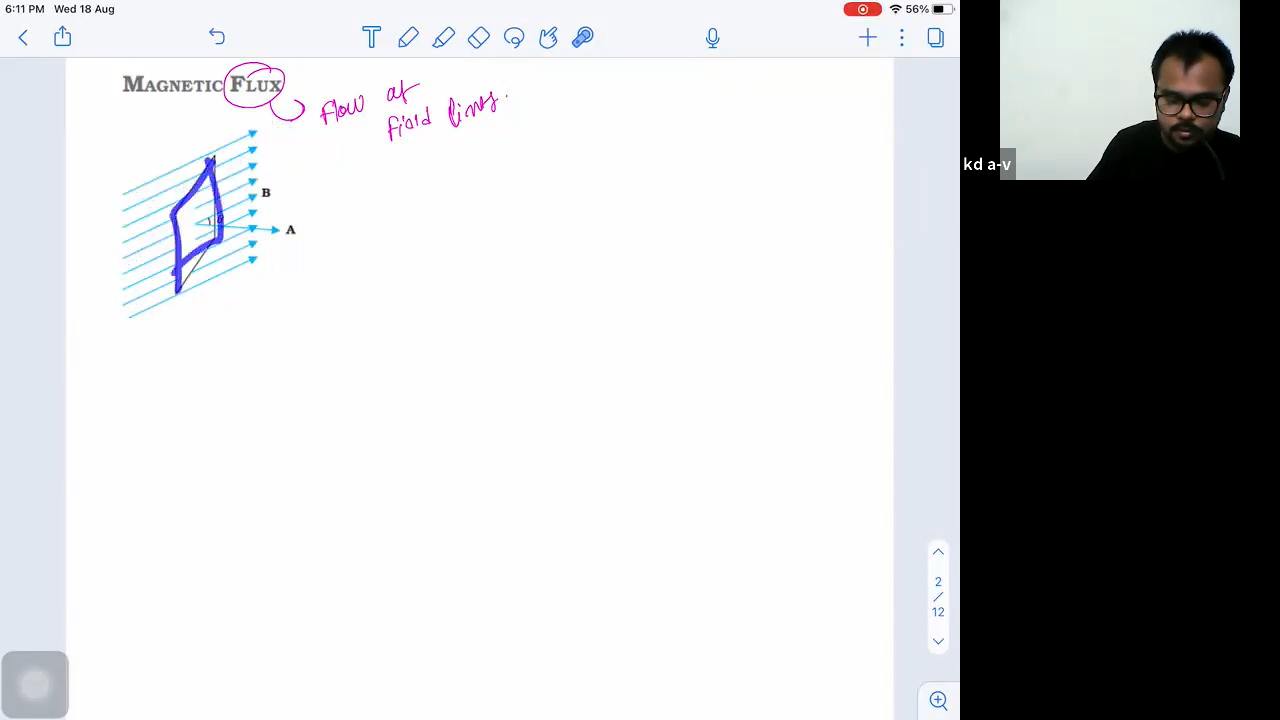 6:11 PM Wed 18 Aug
56%
T
MAGNETIC FLUX
Flow of
field lines.
B
θ
A
kd a-v
2
/
12